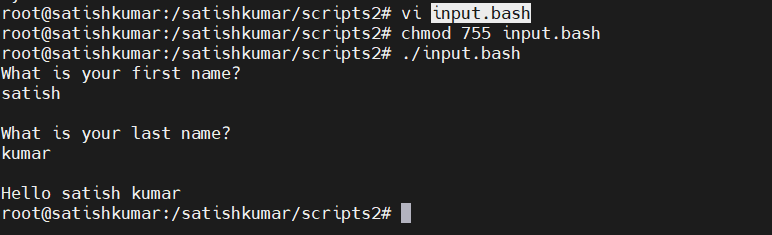 root@satishkumar:/satishkumar/scripts2# vi input.bash
root@satishkumar:/satishkumar/scripts2# chmod 755 input.bash
root@satishkumar:/satishkumar/scripts2# ./input.bash
What is your first name?
satish

What is your last name?
kumar

Hello satish kumar
root@satishkumar:/satishkumar/scripts2#